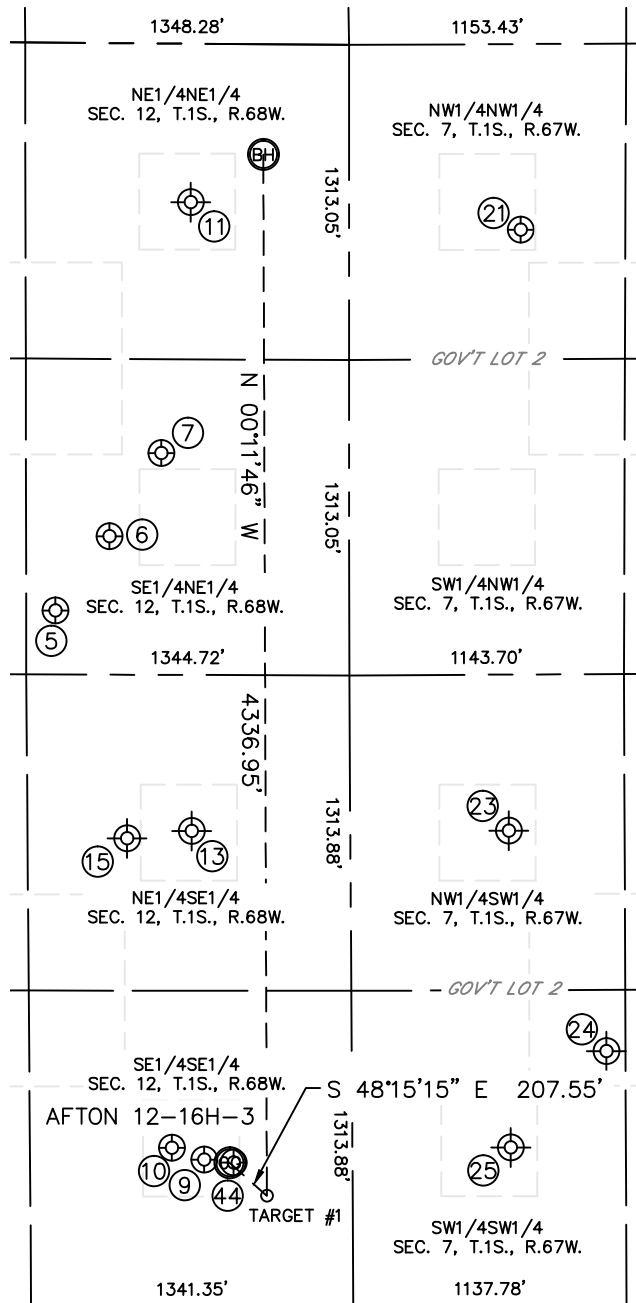 1348.28'
1153.43'
NE1/4NE1/4
SEC. 12, T.1S., R.68W.
NW1/4NW1/4
SEC. 7, T.1S., R.67W.
BH
1313.05'
11
21
GOV'T LOT 2
N 00°11'46" W
7
6
1313.05'
SE1/4NE1/4
SEC. 12, T.1S., R.68W.
SW1/4NW1/4
SEC. 7, T.1S., R.67W.
5
1344.72'
1143.70'
4336.95'
1313.88'
23
15
13
NE1/4SE1/4
SEC. 12, T.1S., R.68W.
NW1/4SW1/4
SEC. 7, T.1S., R.67W.
GOV'T LOT 2
24
SE1/4SE1/4
SEC. 12, T.1S., R.68W.
S 48°15'15" E 207.55'
AFTON 12-16H-3
1313.88'
10
9
44
25
TARGET #1
SW1/4SW1/4
SEC. 7, T.1S., R.67W.
1341.35'
1137.78'